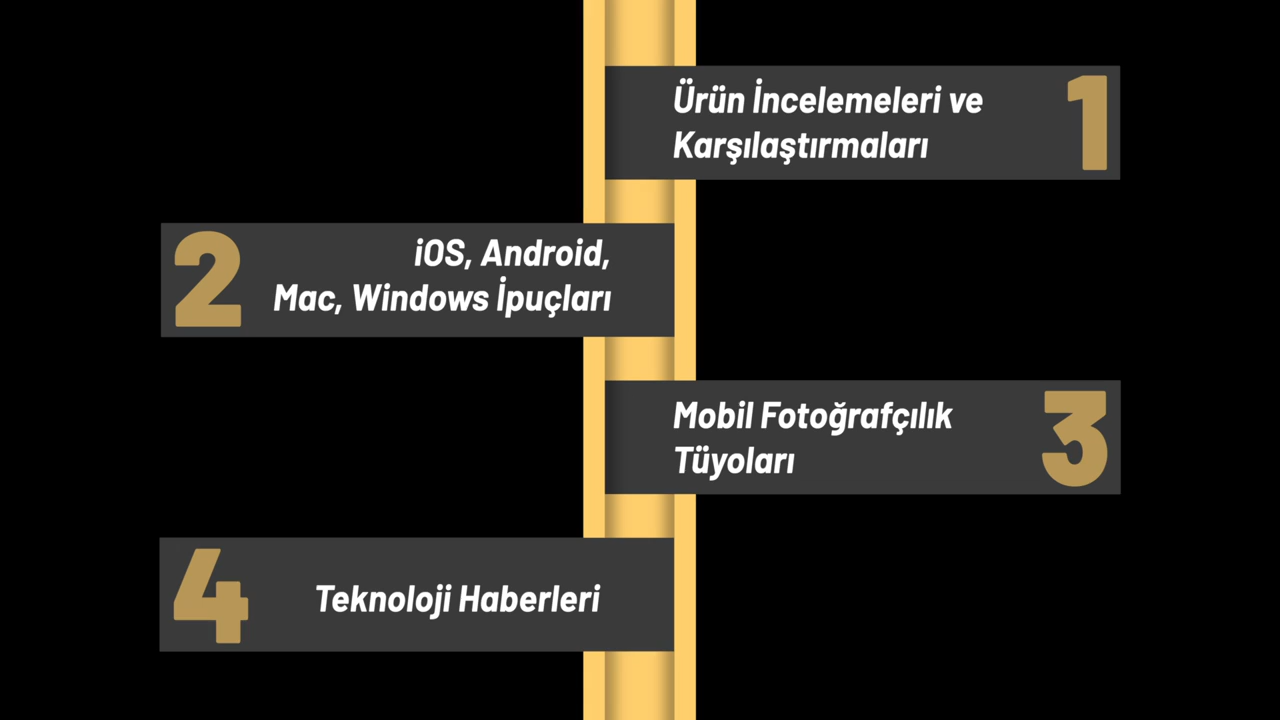 Ürün İncelemeleri ve
Karşılaştırmaları
1
2
iOS, Android,
Mac, Windows İpuçları
Mobil Fotoğrafçılık
Tüyoları
3
4
Teknoloji Haberleri